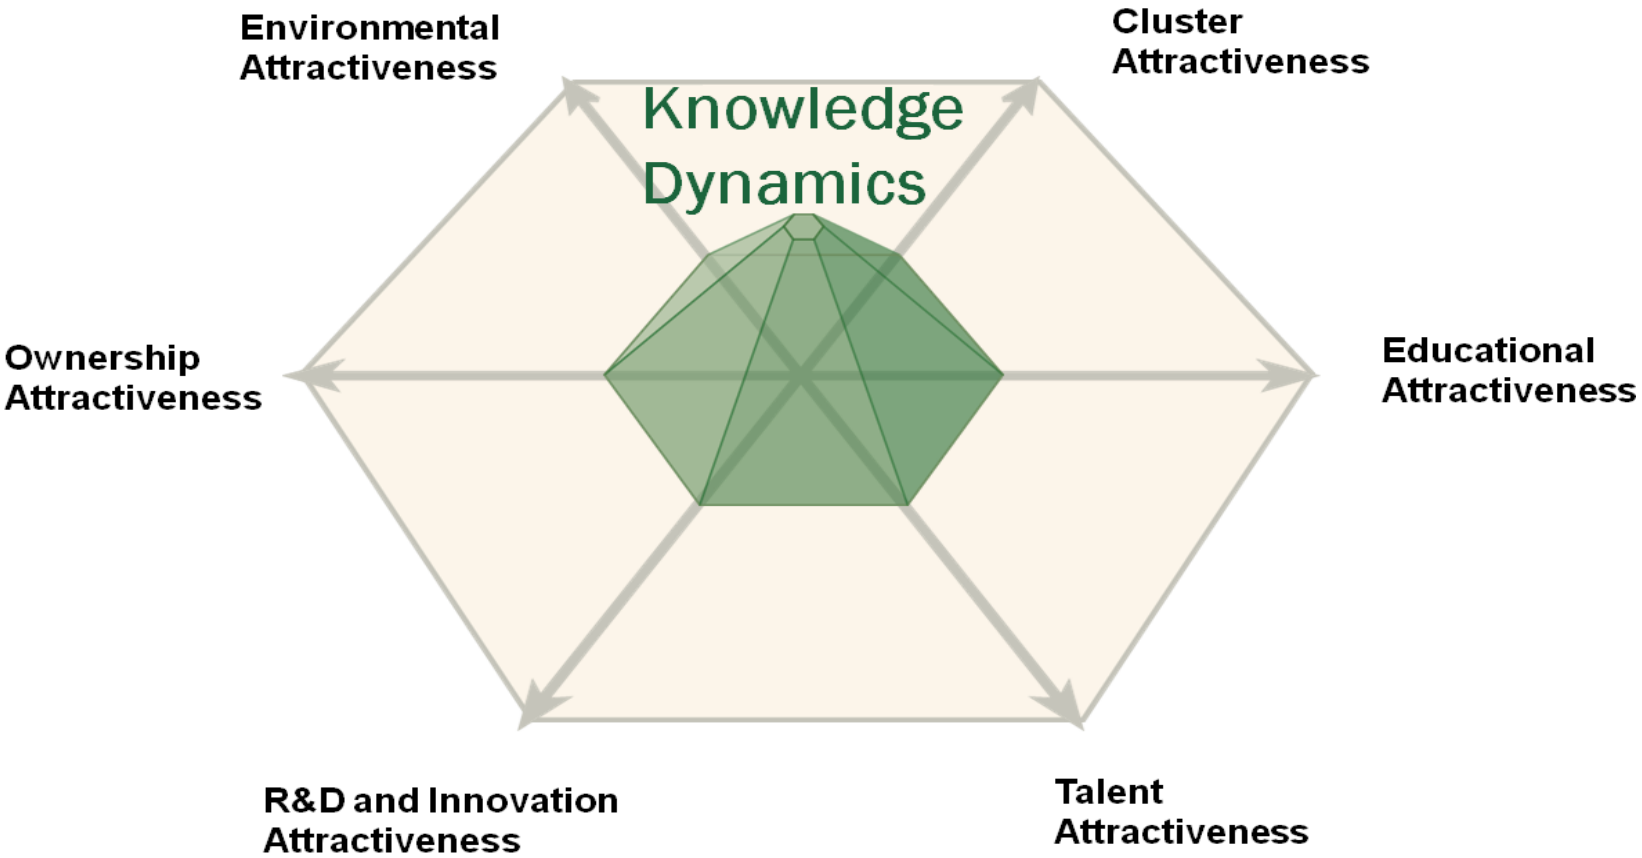 Environmental
Attractiveness
Cluster
Attractiveness
Knowledge
Dynamics
Ownership
Attractiveness
Educational
Attractiveness
R&D and Innovation
Attractiveness
Talent
Attractiveness